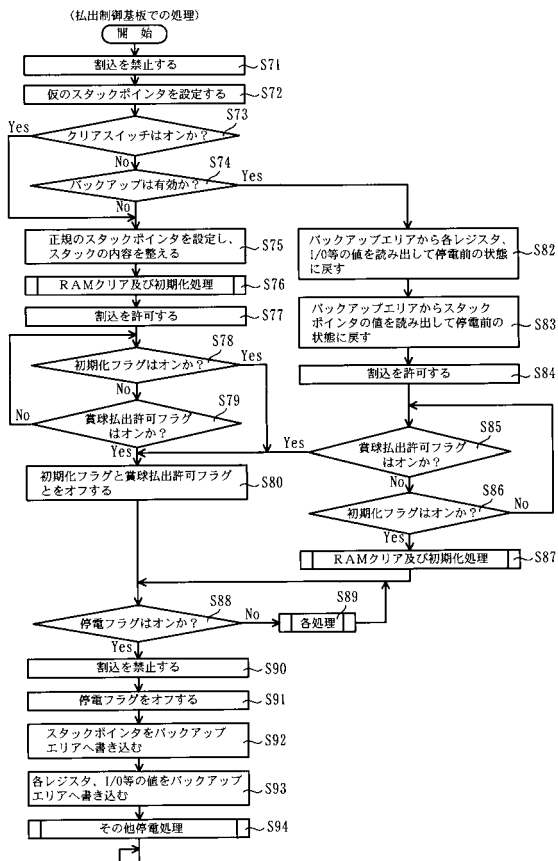 (払出制御基板での処理)
開 始
割込を禁止する
S71
仮のスタックポインタを設定する
S72
クリアスイッチはオンか?
S73
Yes
No
バックアップは有効か?
S74
Yes
No
正規のスタックポインタを設定し、
スタックの内容を整える
S75
RAMクリア及び初期化処理
S76
割込を許可する
S77
初期化フラグはオンか?
S78
Yes
No
賞球払出許可フラグ
はオンか?
S79
No
Yes
初期化フラグと賞球払出許可フラグ
とをオフする
S80
バックアップエリアから各レジスタ、
I/O等の値を読み出して停電前の状態
に戻す
S82
バックアップエリアからスタック
ポインタの値を読み出して停電前の
状態に戻す
S83
割込を許可する
S84
賞球払出許可フラグ
はオンか?
S85
Yes
No
初期化フラグはオンか?
S86
No
Yes
RAMクリア及び初期化処理
S87
停電フラグはオンか?
S88
No
各処理
S89
Yes
割込を禁止する
S90
停電フラグをオフする
S91
スタックポインタをバックアップ
エリアへ書き込む
S92
各レジスタ、I/O等の値をバックアップ
エリアへ書き込む
S93
その他停電処理
S94